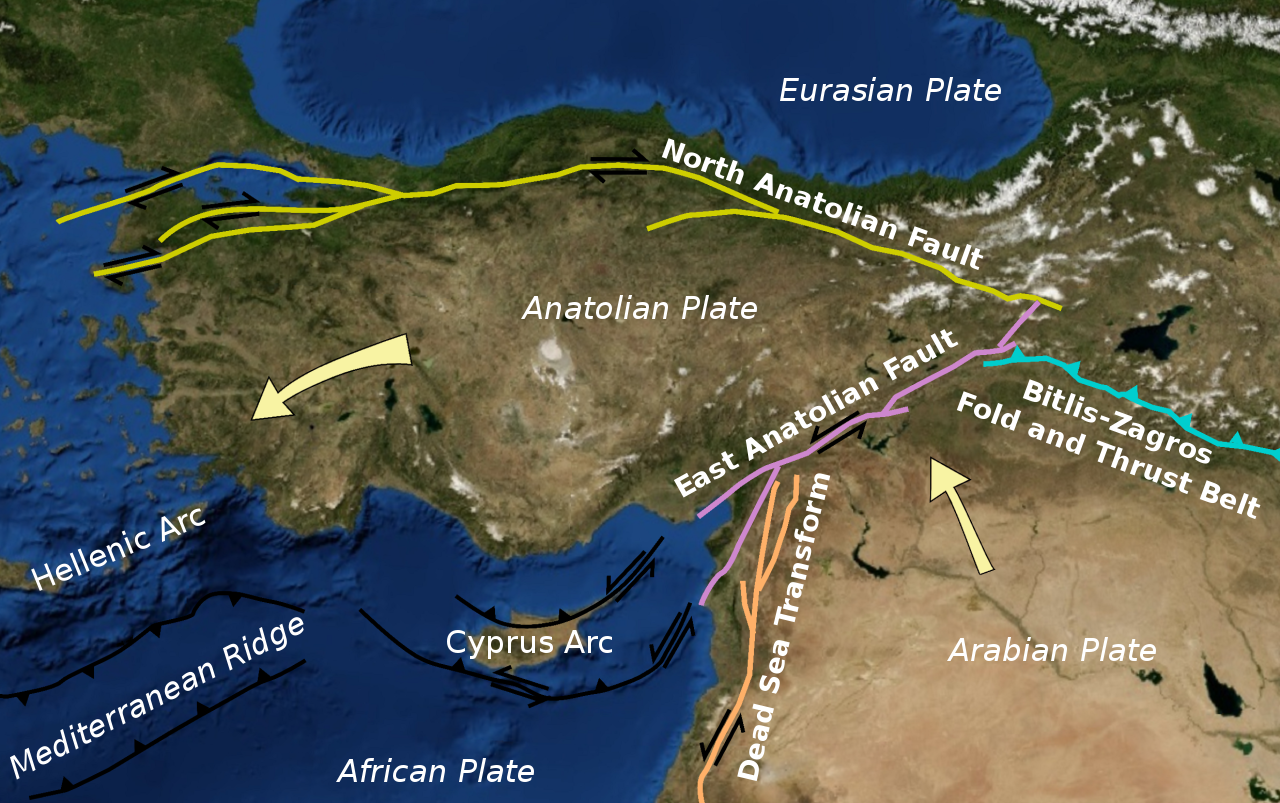 Eurasian Plate
North Anatolian Fault
Anatolian Plate
East Anatolian Fault
Bitlis-Zagros
Fold and Thrust Belt
Hellenic Arc
Mediterranean Ridge
Cyprus Arc
Dead Sea Transform
Arabian Plate
African Plate